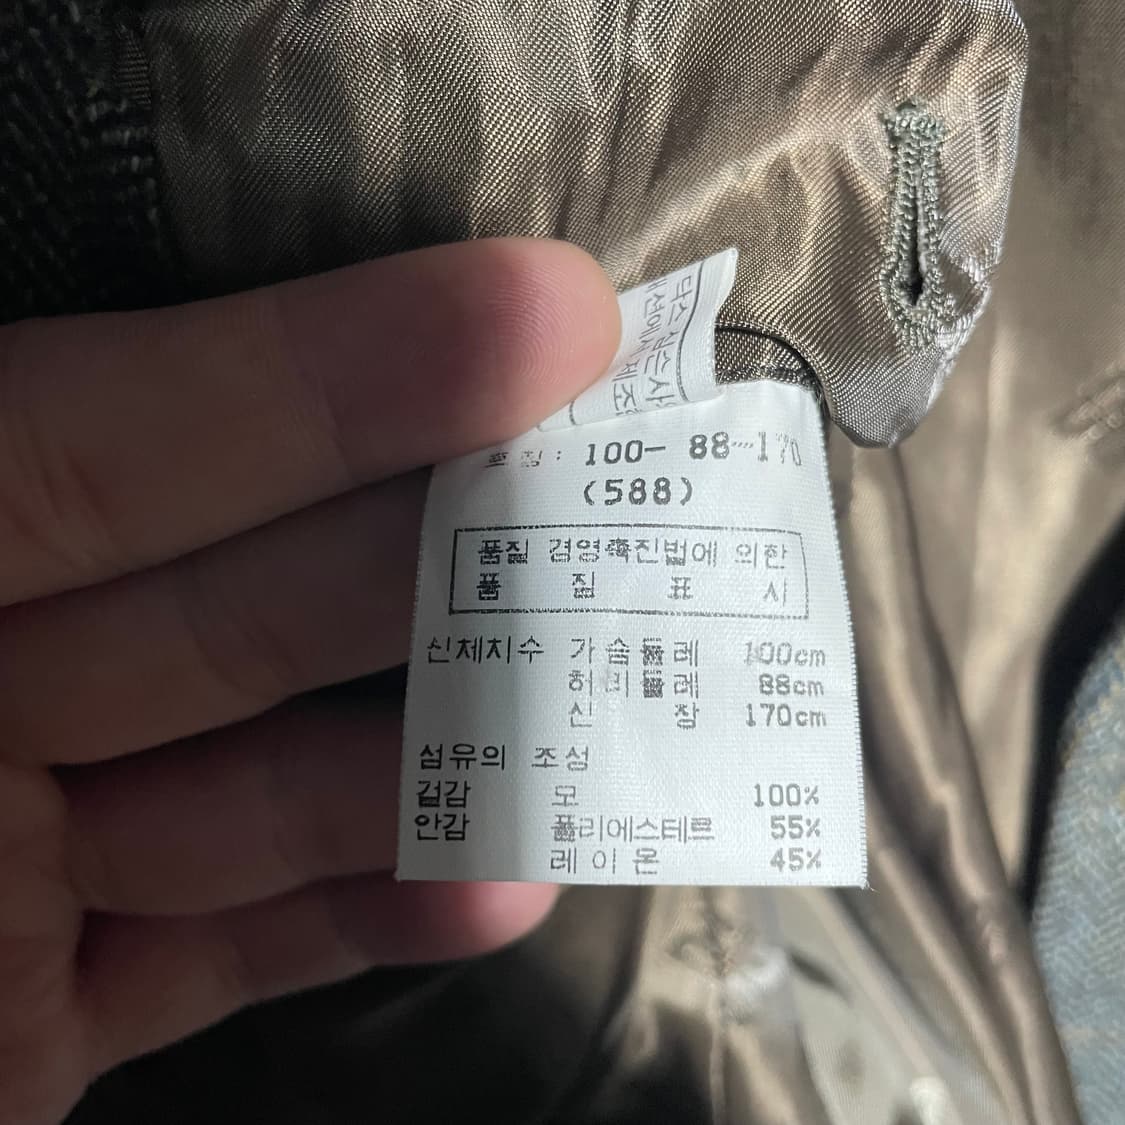 호칭: 100- 88-170
(588)
품질 경영촉진법에 의한
품 질 표 시
신체치수 가슴둘레 100cm
허리둘레 88cm
신 장 170cm
섬유의 조성
겉감 모 100%
안감 폴리에스테르 55%
레이온 45%